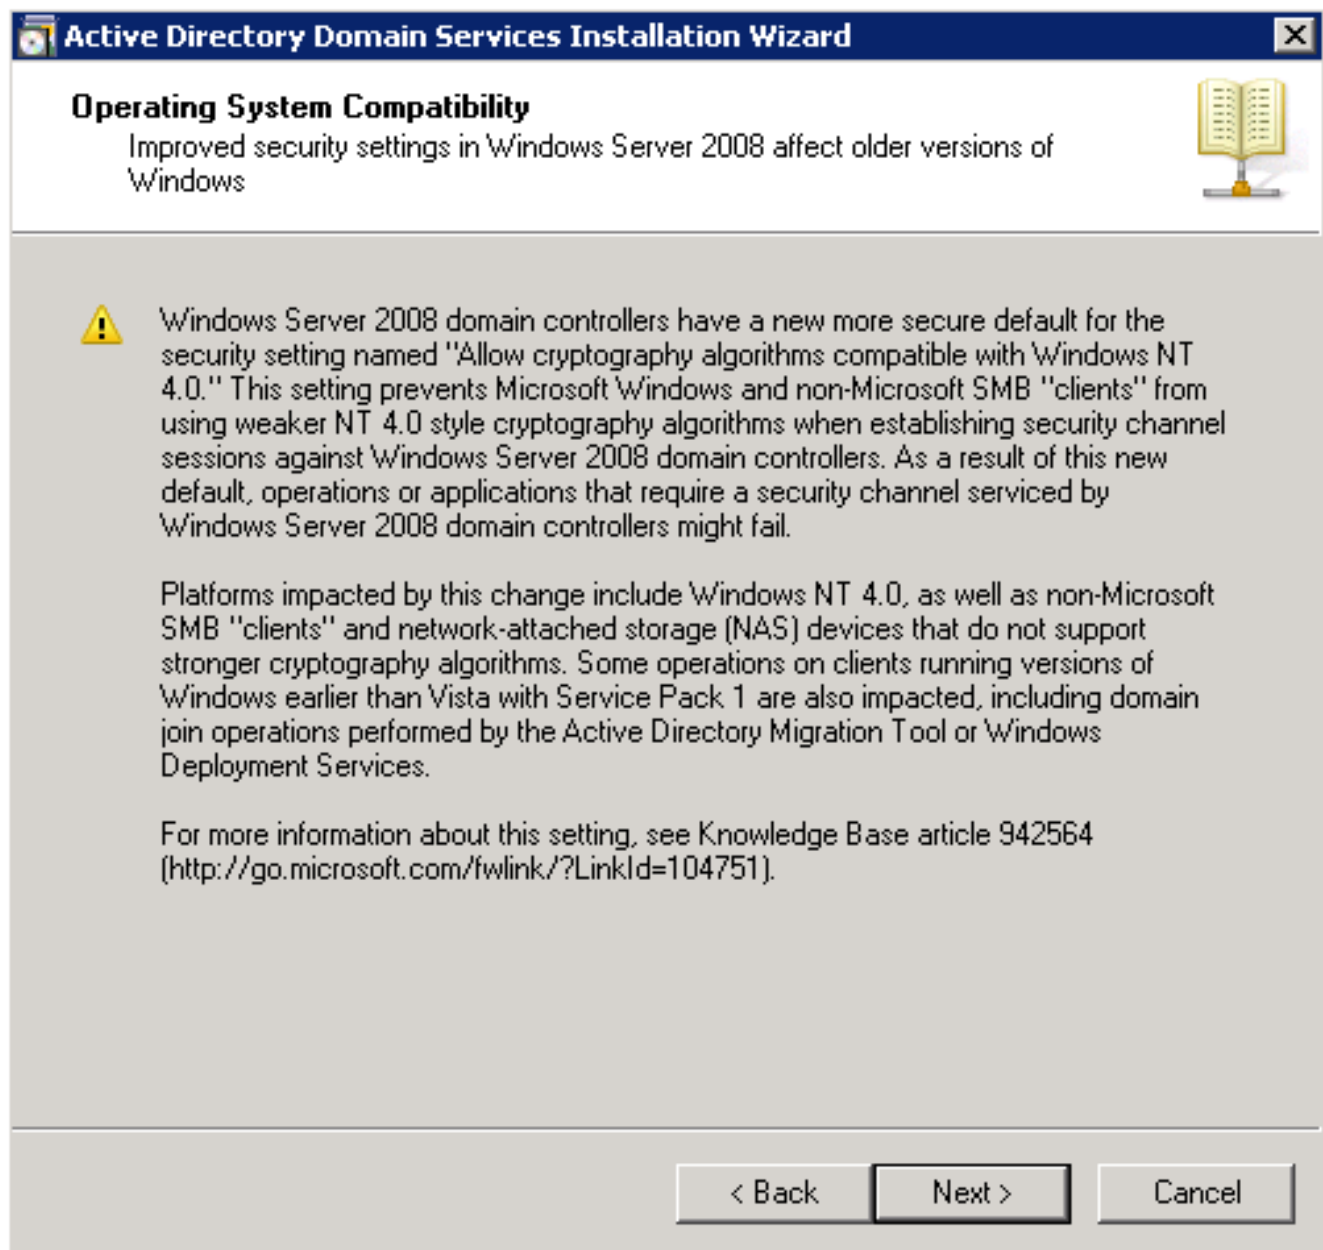 Active Directory Domain Services Installation Wizard
Operating System Compatibility
Improved security settings in Windows Server 2008 affect older versions of
Windows
Windows Server 2008 domain controllers have a new more secure default for the
security setting named "Allow cryptography algorithms compatible with Windows NT
4.0." This setting prevents Microsoft Windows and non-Microsoft SMB "clients" from
using weaker NT 4.0 style cryptography algorithms when establishing security channel
sessions against Windows Server 2008 domain controllers. As a result of this new
default, operations or applications that require a security channel serviced by
Windows Server 2008 domain controllers might fail.
Platforms impacted by this change include Windows NT 4.0, as well as non-Microsoft
SMB "clients" and network-attached storage (NAS) devices that do not support
stronger cryptography algorithms. Some operations on clients running versions of
Windows earlier than Vista with Service Pack 1 are also impacted, including domain
join operations performed by the Active Directory Migration Tool or Windows
Deployment Services.
For more information about this setting, see Knowledge Base article 942564
(http://go.microsoft.com/fwlink/?LinkId=104751).
< Back
Next >
Cancel